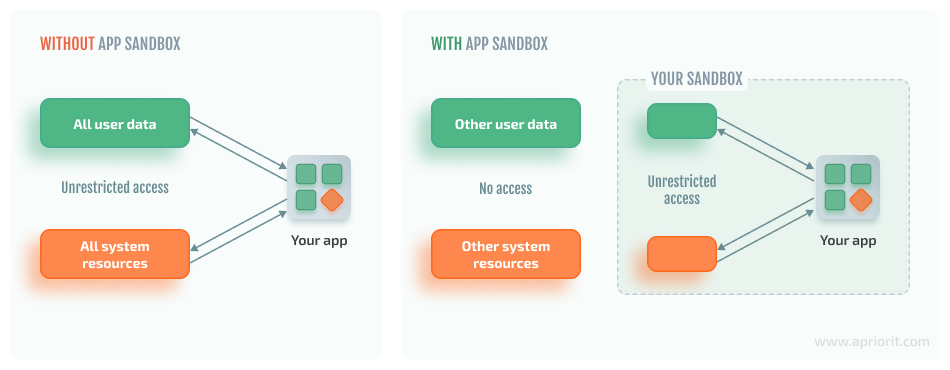 WITHOUT APP SANDBOX
All user data
Unrestricted access
All system
resources
Your app
WITH APP SANDBOX
Other user data
No access
Other system
resources
YOUR SANDBOX
Unrestricted
access
Your app
www.apriorit.com